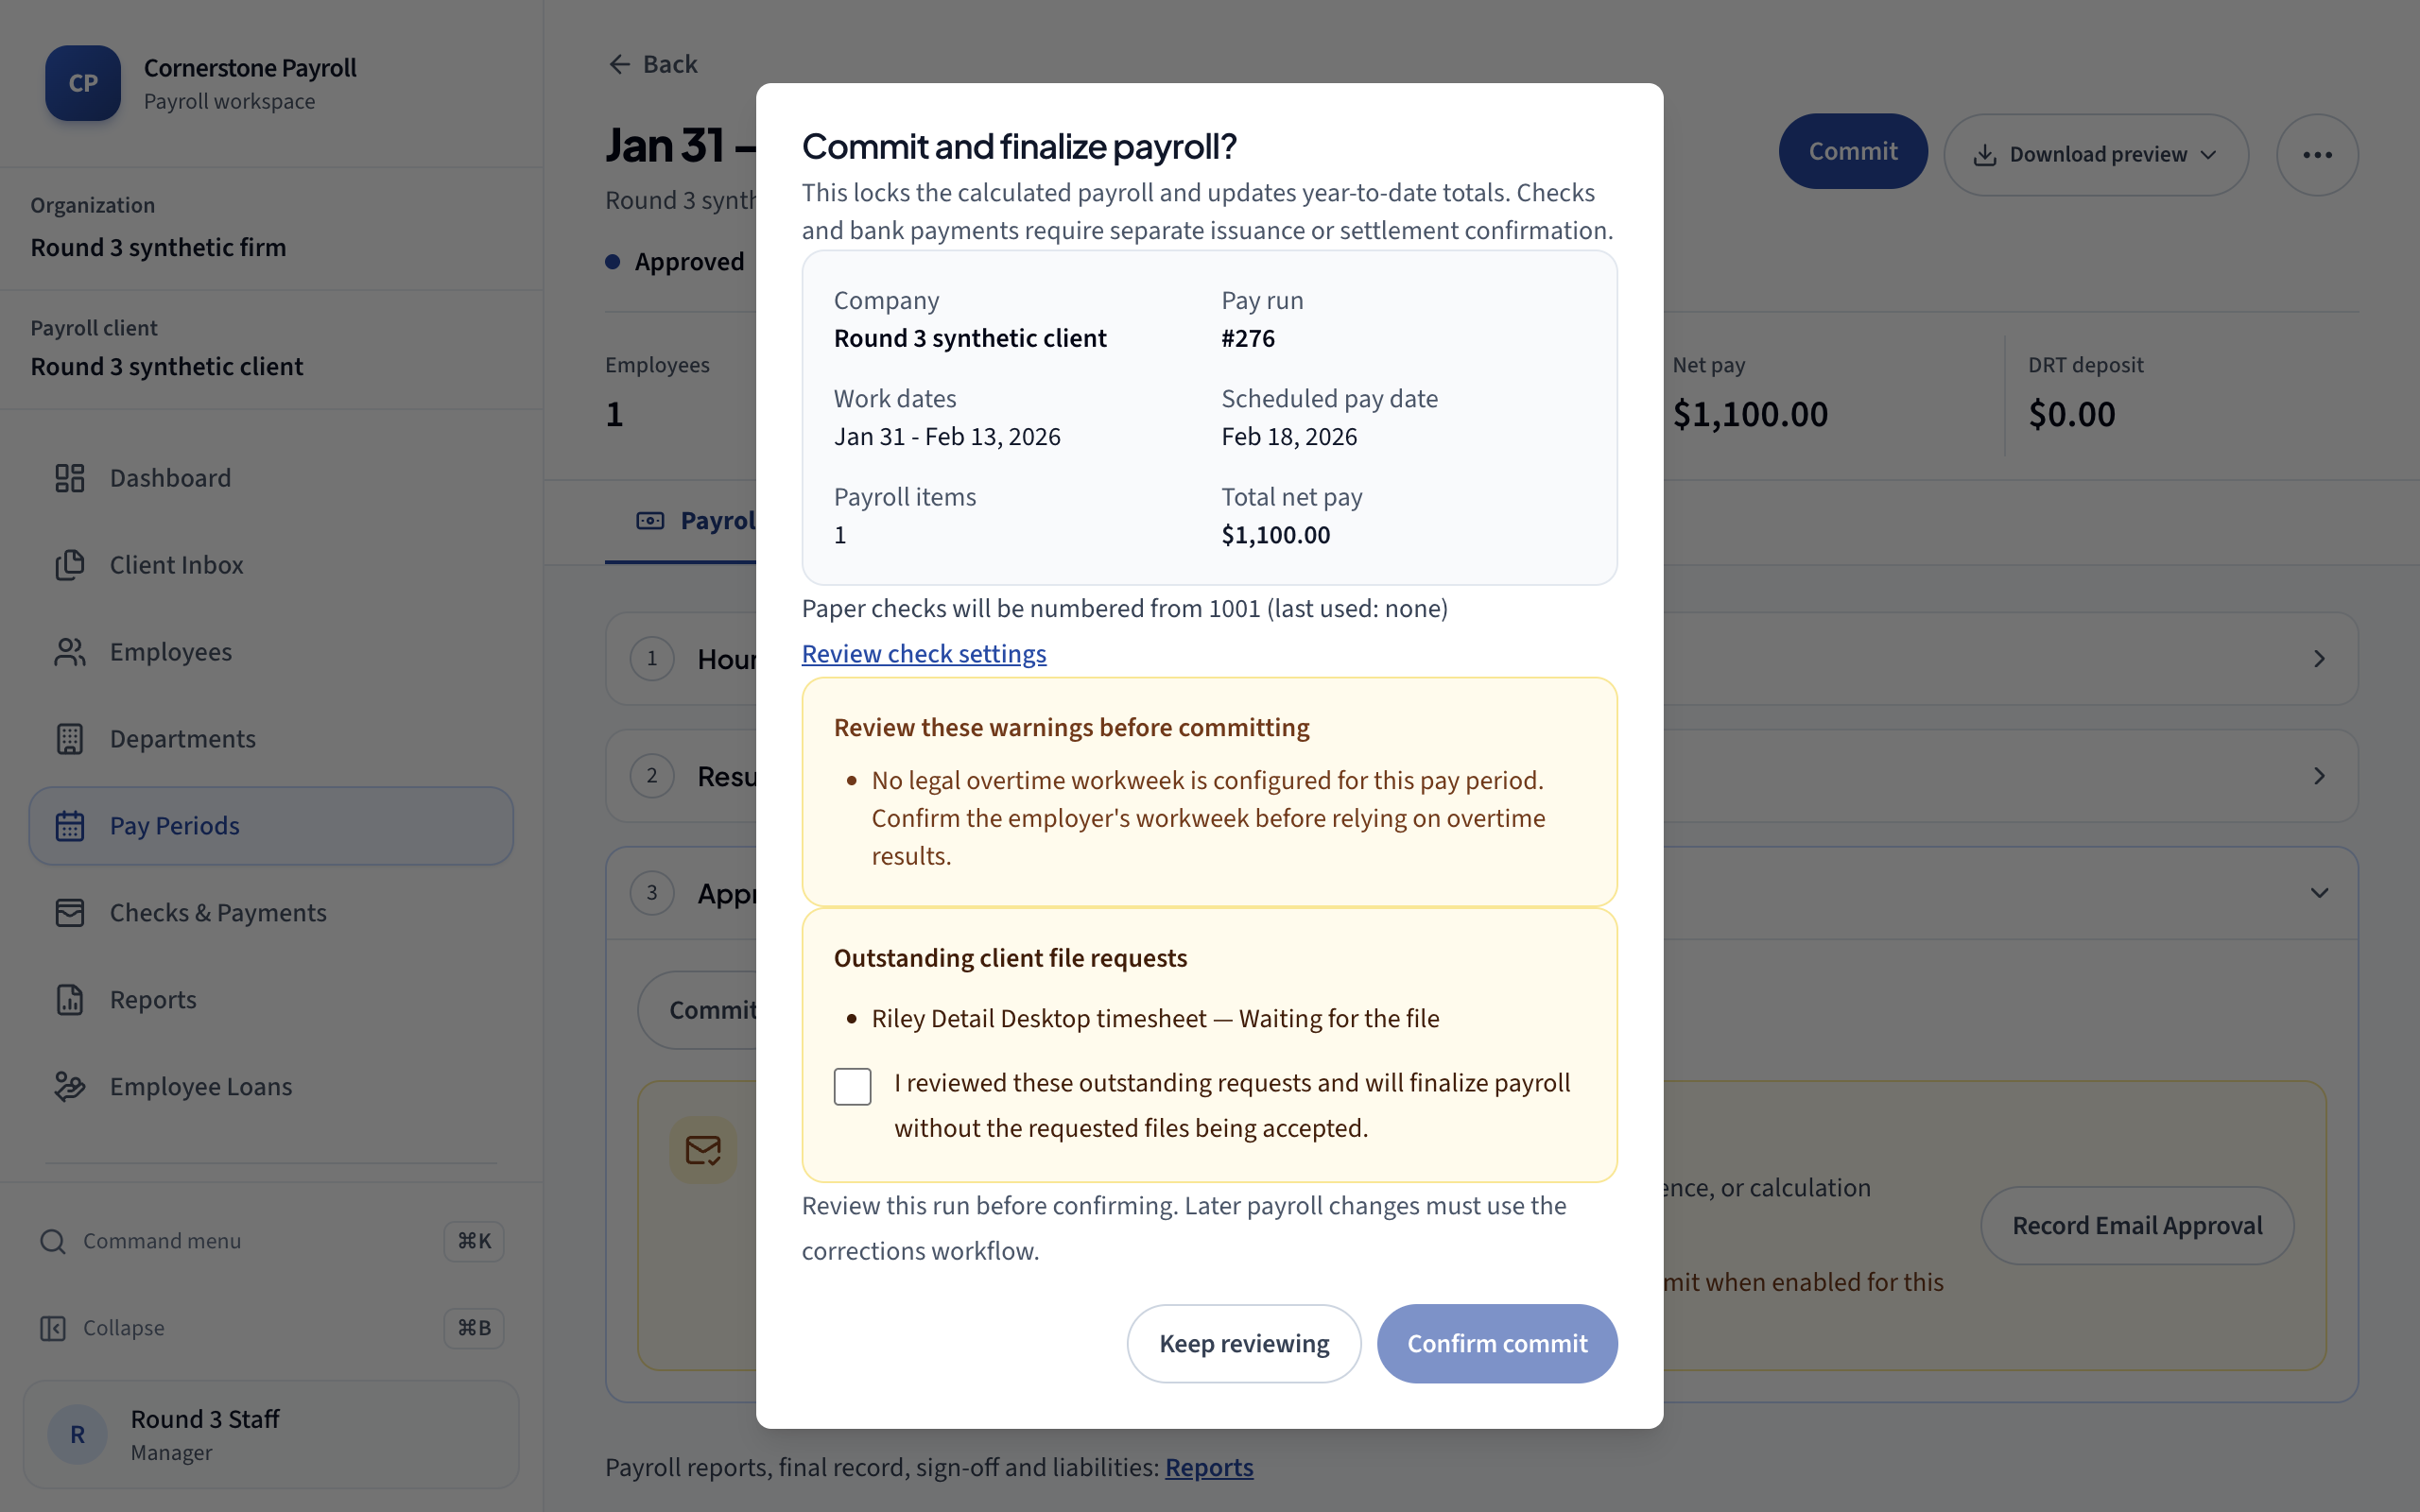 CP
Cornerstone Payroll
Payroll workspace
Organization
Round 3 synthetic firm
Payroll client
Round 3 synthetic client
Dashboard
Client Inbox
Employees
Departments
Pay Periods
Checks & Payments
Reports
Employee Loans
Command menu
⌘K
Collapse
⌘B
R
Round 3 Staff
Manager
Back
Jan 31 –
Round 3 synth
Approved
Commit
Download preview
Employees
1
Net pay
$1,100.00
DRT deposit
$0.00
Payrol
1
Hour
2
Resu
3
Appr
Commit
ence, or calculation
mit when enabled for this
Record Email Approval
Payroll reports, final record, sign-off and liabilities: Reports
Commit and finalize payroll?
This locks the calculated payroll and updates year-to-date totals. Checks
and bank payments require separate issuance or settlement confirmation.
Company
Round 3 synthetic client
Pay run
#276
Work dates
Jan 31 - Feb 13, 2026
Scheduled pay date
Feb 18, 2026
Payroll items
1
Total net pay
$1,100.00
Paper checks will be numbered from 1001 (last used: none)
Review check settings
Review these warnings before committing
• No legal overtime workweek is configured for this pay period.
Confirm the employer's workweek before relying on overtime
results.
Outstanding client file requests
• Riley Detail Desktop timesheet — Waiting for the file
I reviewed these outstanding requests and will finalize payroll
without the requested files being accepted.
Review this run before confirming. Later payroll changes must use the
corrections workflow.
Keep reviewing
Confirm commit